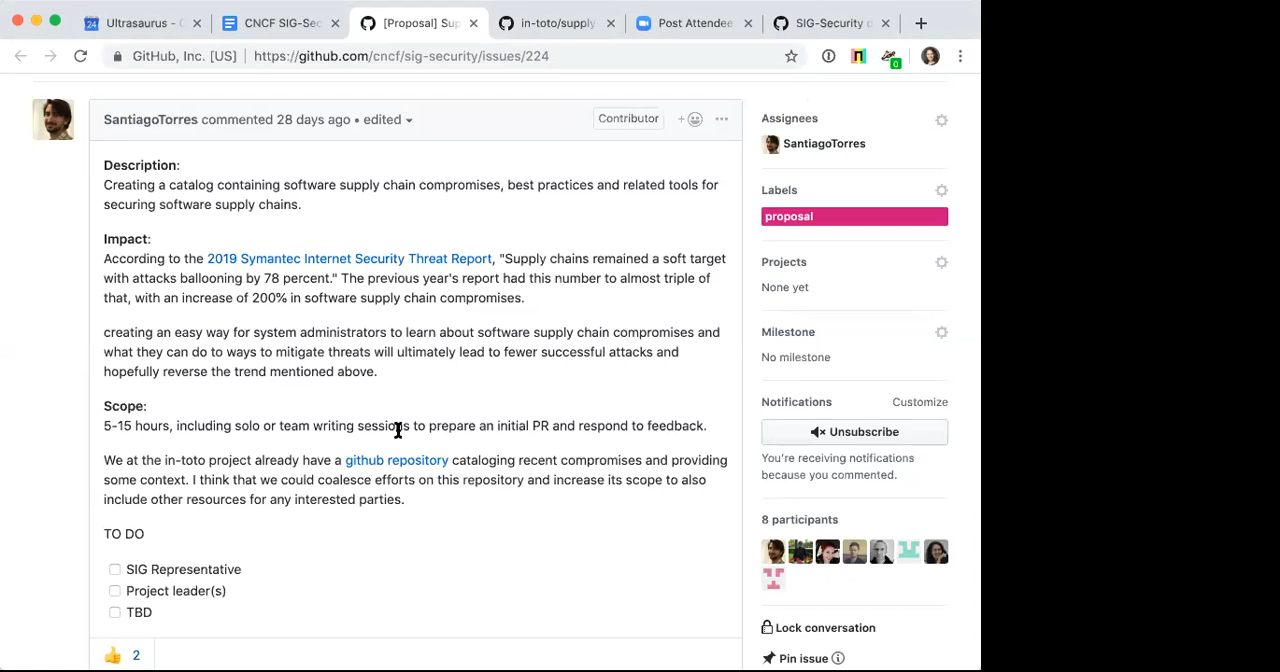 Ultrasaurus - C
CNCF SIG-Sec
[Proposal] Sup
in-toto/supply
Post Attendee
SIG-Security d
GitHub, Inc. [US]
https://github.com/cncf/sig-security/issues/224
SantiagoTorres commented 28 days ago • edited
Contributor
Description:
Creating a catalog containing software supply chain compromises, best practices and related tools for
securing software supply chains.
Impact:
According to the 2019 Symantec Internet Security Threat Report, "Supply chains remained a soft target
with attacks ballooning by 78 percent." The previous year's report had this number to almost triple of
that, with an increase of 200% in software supply chain compromises.
creating an easy way for system administrators to learn about software supply chain compromises and
what they can do to ways to mitigate threats will ultimately lead to fewer successful attacks and
hopefully reverse the trend mentioned above.
Scope:
5-15 hours, including solo or team writing sessions to prepare an initial PR and respond to feedback.
We at the in-toto project already have a github repository cataloging recent compromises and providing
some context. I think that we could coalesce efforts on this repository and increase its scope to also
include other resources for any interested parties.
TO DO
SIG Representative
Project leader(s)
TBD
👍 2
Assignees
SantiagoTorres
Labels
proposal
Projects
None yet
Milestone
No milestone
Notifications
Customize
Unsubscribe
You're receiving notifications
because you commented.
8 participants
Lock conversation
Pin issue